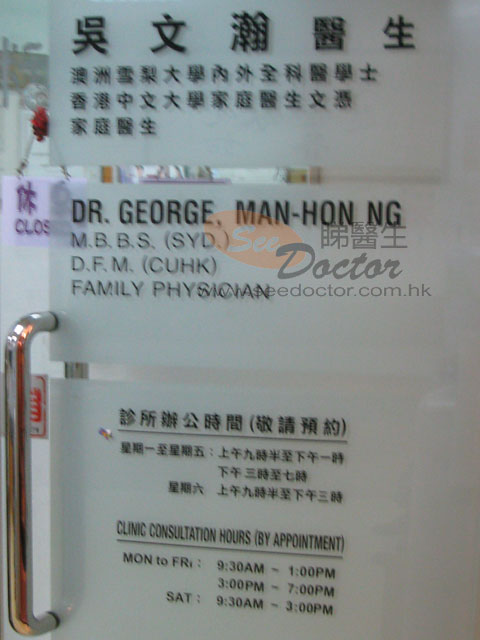 吳文瀚醫生
澳洲雪梨大學內外全科醫學士
香港中文大學家庭醫生文憑
家庭醫生
休
CLOS
DR. GEORGE, MAN-HON NG
M.B.B.S. (SYD.)
D.F.M. (CUHK)
FAMILY PHYSICIAN
See 睇醫生
Doctor
www.seedoctor.com.hk
診所辦公時間(敬請預約)
星期一至星期五：上午九時半至下午一時
下午三時至七時
星期六 上午九時半至下午三時
CLINIC CONSULTATION HOURS (BY APPOINTMENT)
MON to FRI : 9:30AM ~ 1:00PM
3:00PM ~ 7:00PM
SAT : 9:30AM ~ 3:00PM